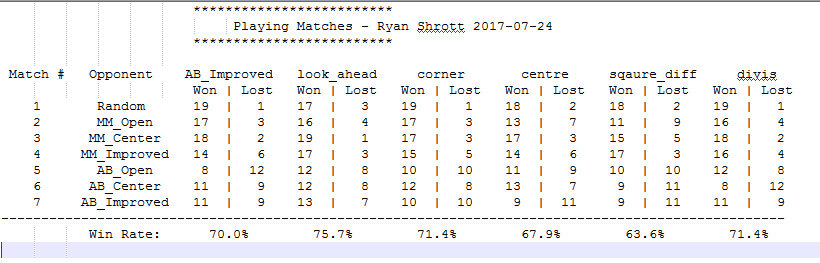 *************************
Playing Matches - Ryan Shrott 2017-07-24
*************************
Match # Opponent AB_Improved look_ahead corner centre sqaure_diff divis
Won | Lost Won | Lost Won | Lost Won | Lost Won | Lost Won | Lost
1 Random 19 | 1 17 | 3 19 | 1 18 | 2 18 | 2 19 | 1
2 MM_Open 17 | 3 16 | 4 17 | 3 13 | 7 11 | 9 16 | 4
3 MM_Center 18 | 2 19 | 1 17 | 3 17 | 3 15 | 5 18 | 2
4 MM_Improved 14 | 6 17 | 3 15 | 5 14 | 6 17 | 3 16 | 4
5 AB_Open 8 | 12 12 | 8 10 | 10 11 | 9 10 | 10 12 | 8
6 AB_Center 11 | 9 12 | 8 12 | 8 13 | 7 9 | 11 8 | 12
7 AB_Improved 11 | 9 13 | 7 10 | 10 9 | 11 9 | 11 11 | 9
--------------------------------------------------------------------------------------------------
Win Rate: 70.0% 75.7% 71.4% 67.9% 63.6% 71.4%